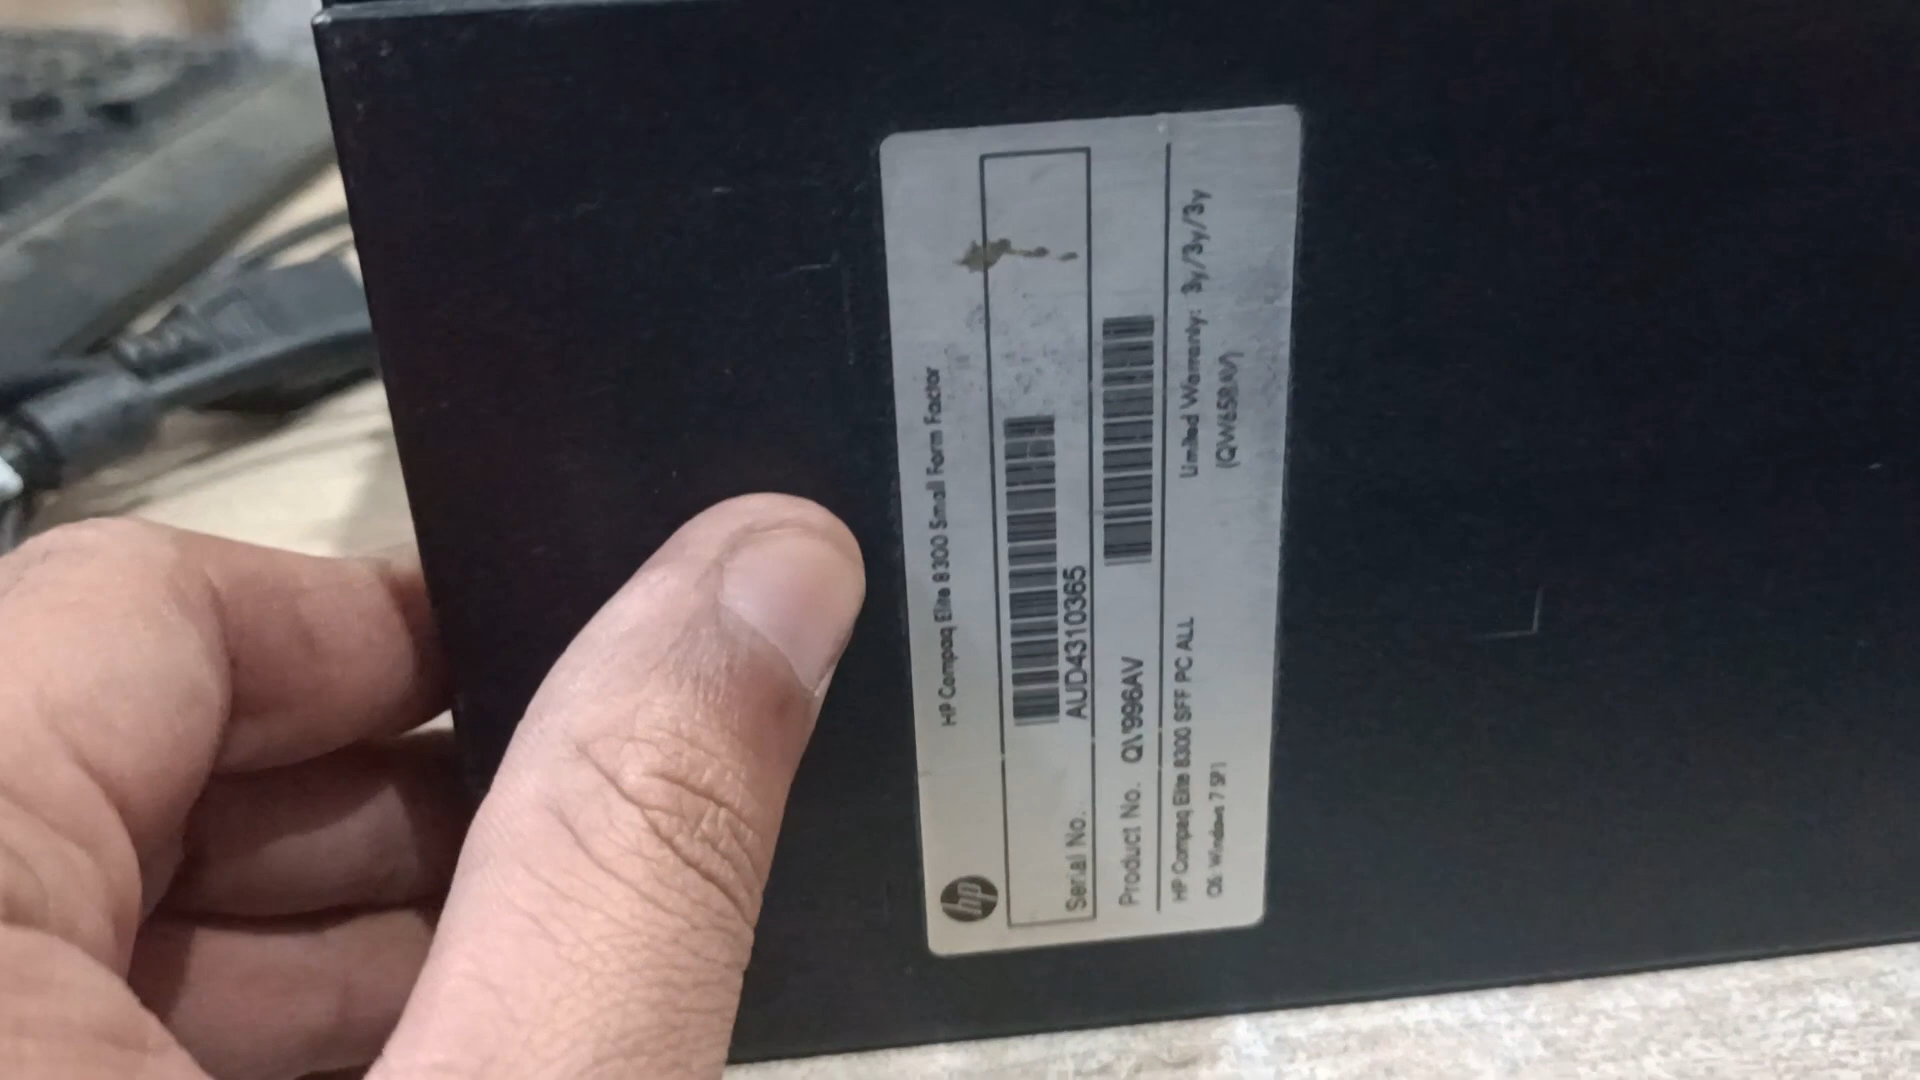 hp
HP Compaq Elite 8300 Small Form Factor
Serial No. AUD4310365
Product No. QV996AV
HP Compaq Elite 8300 SFF PC ALL
Limited Warranty: 3y/3y/3y
OS: Windows 7 SP1
(QW658AV)